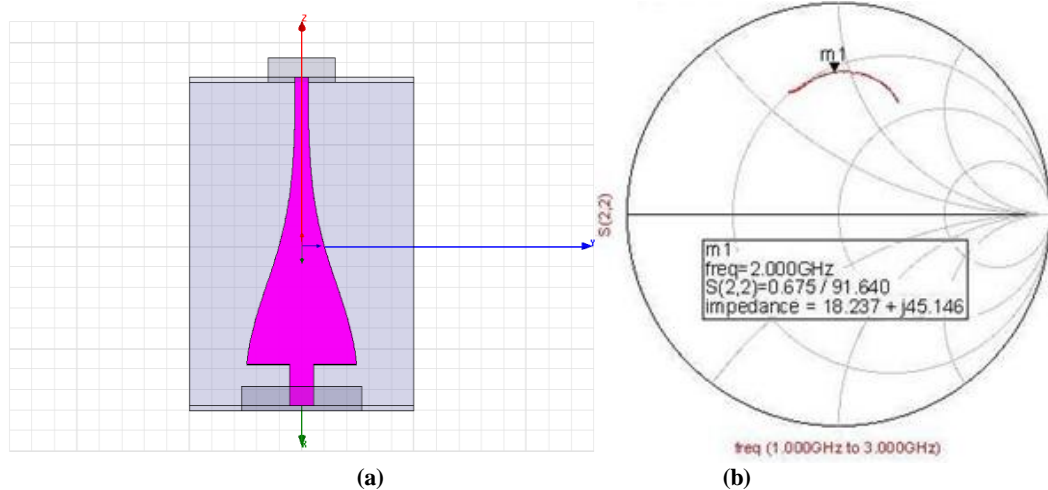 Z
Y
X
(a)
m1
S(2,2)
m1
freq=2.000GHz
S(2,2)=0.675 / 91.640
impedance = 18.237 + j45.146
freq (1.000GHz to 3.000GHz)
(b)